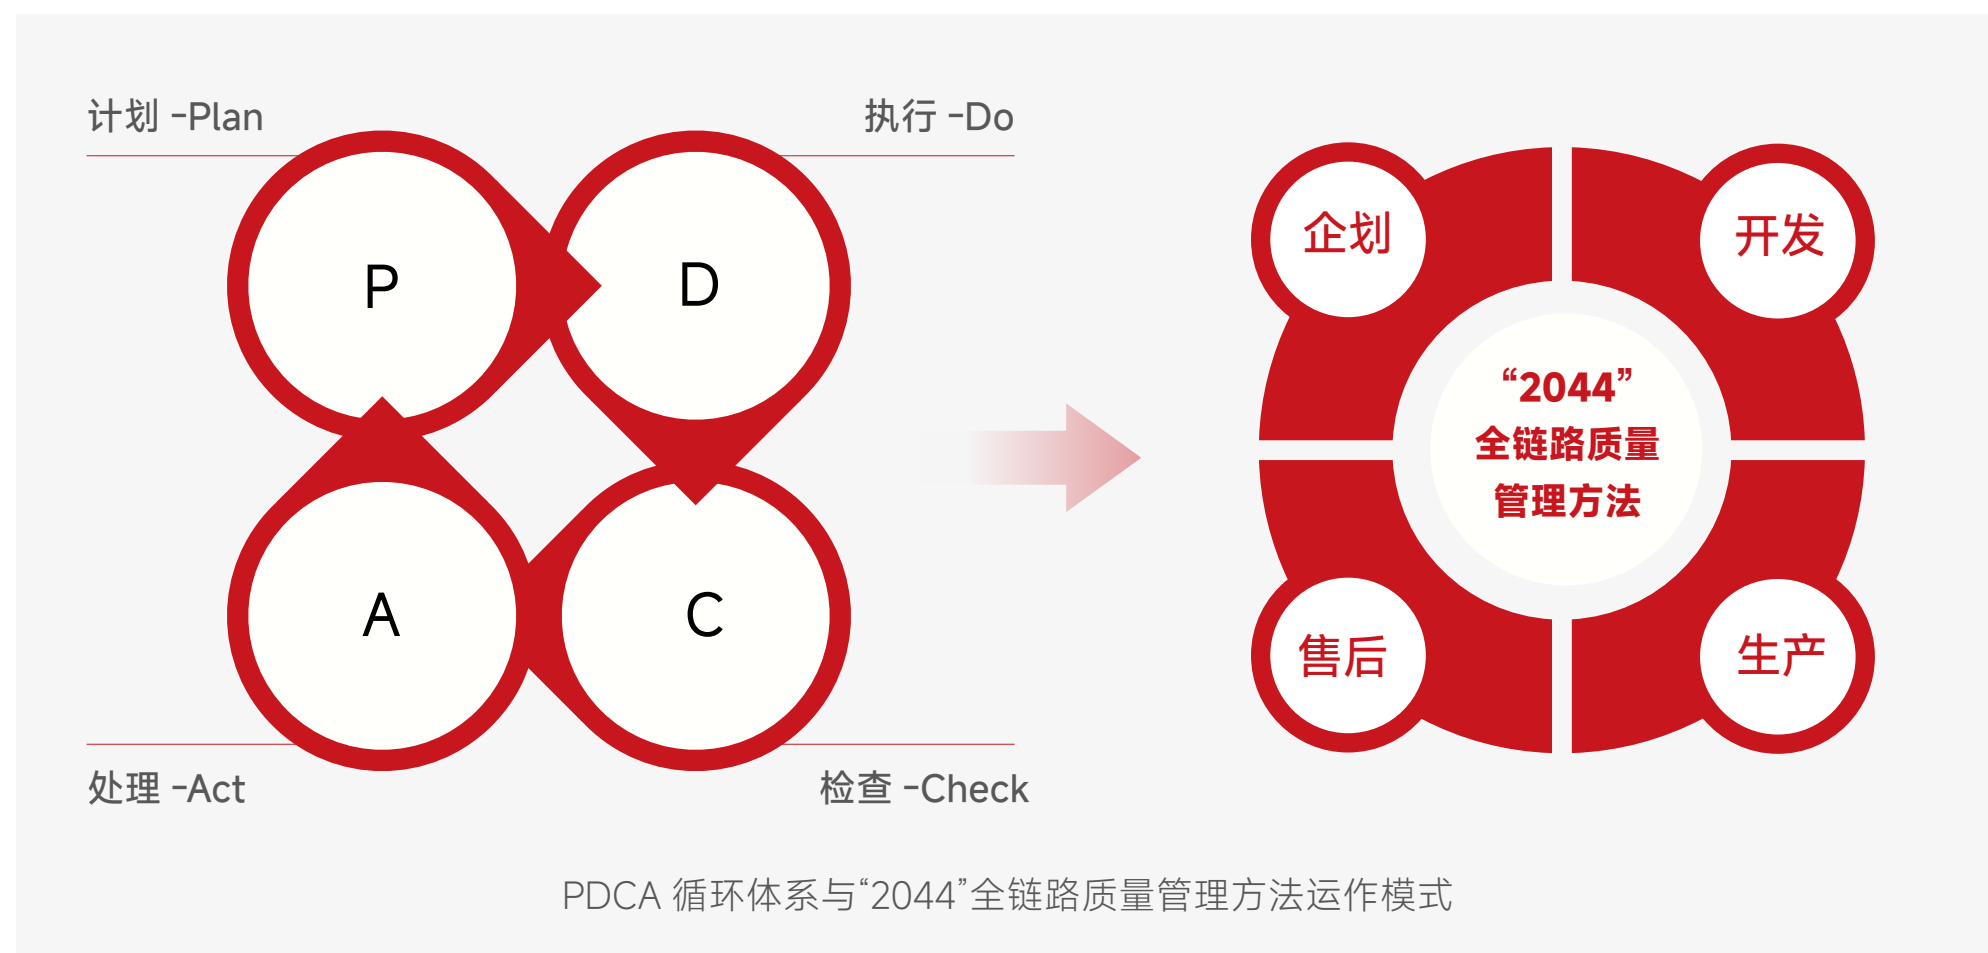 计划 -Plan
执行 -Do
P
D
A
C
处理 -Act
检查 -Check
企划
开发
“2044”
全链路质量
管理方法
售后
生产
PDCA 循环体系与“2044”全链路质量管理方法运作模式